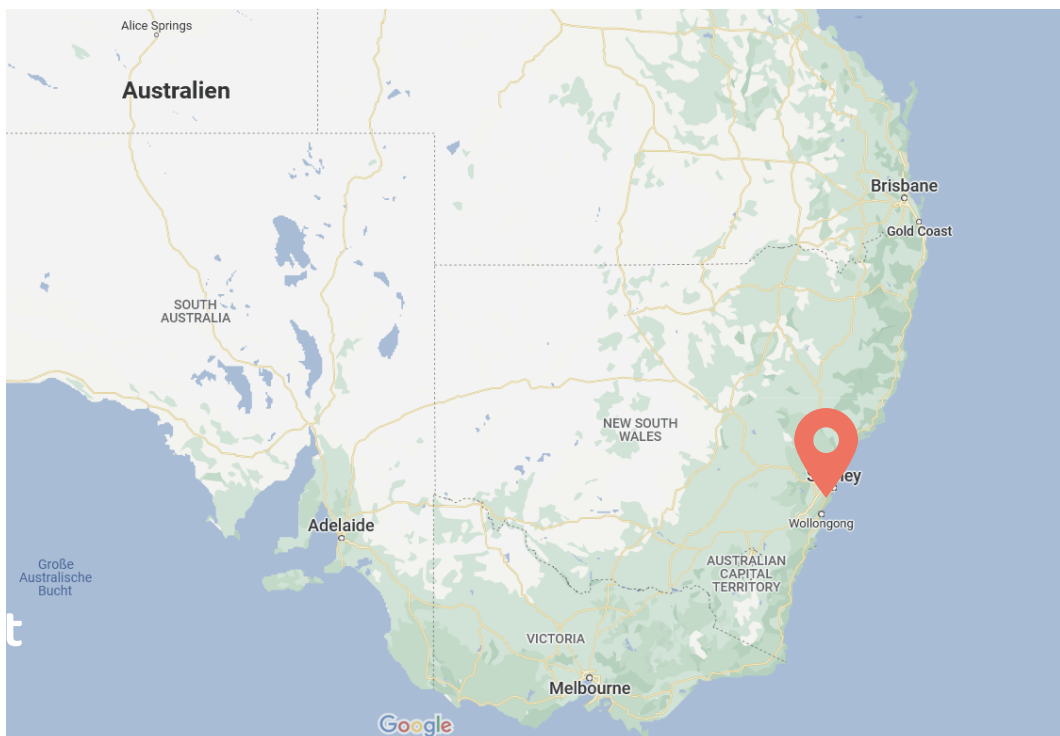 Alice Springs
Australien
Brisbane
Gold Coast
SOUTH
AUSTRALIA
NEW SOUTH
WALES
Wollongong
Adelaide
AUSTRALIAN
CAPITAL
TERRITORY
Große
Australische
Bucht
t
VICTORIA
Melbourne
Google